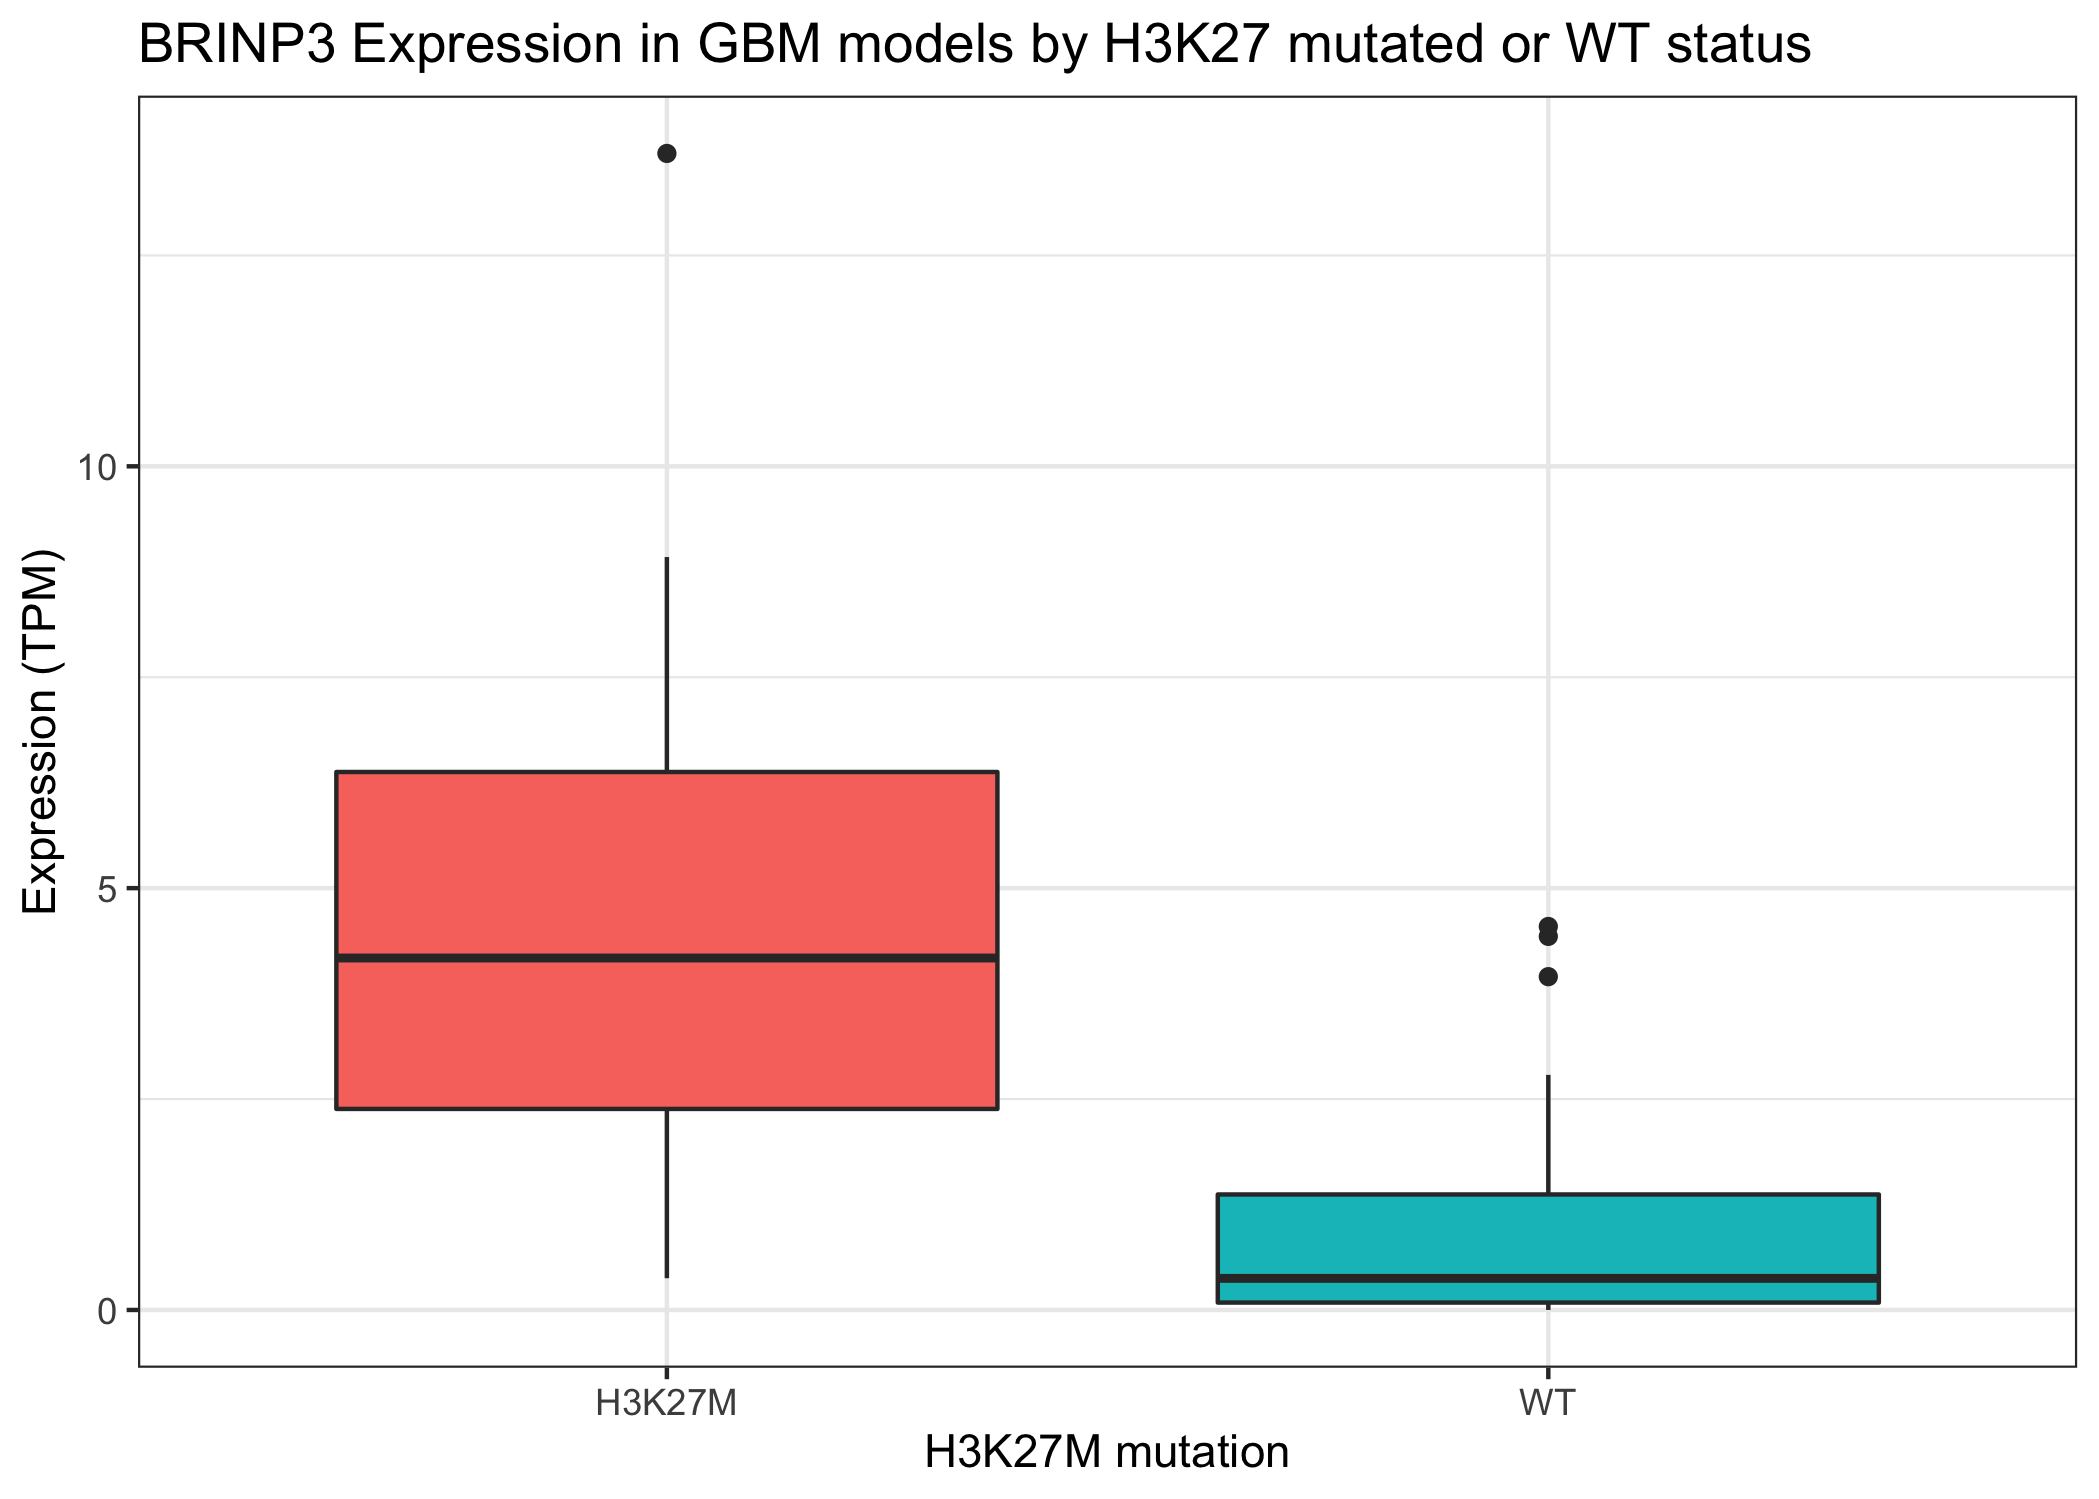 BRINP3 Expression in GBM models by H3K27 mutated or WT status
Expression (TPM)
10
5
0
H3K27M
WT
H3K27M mutation